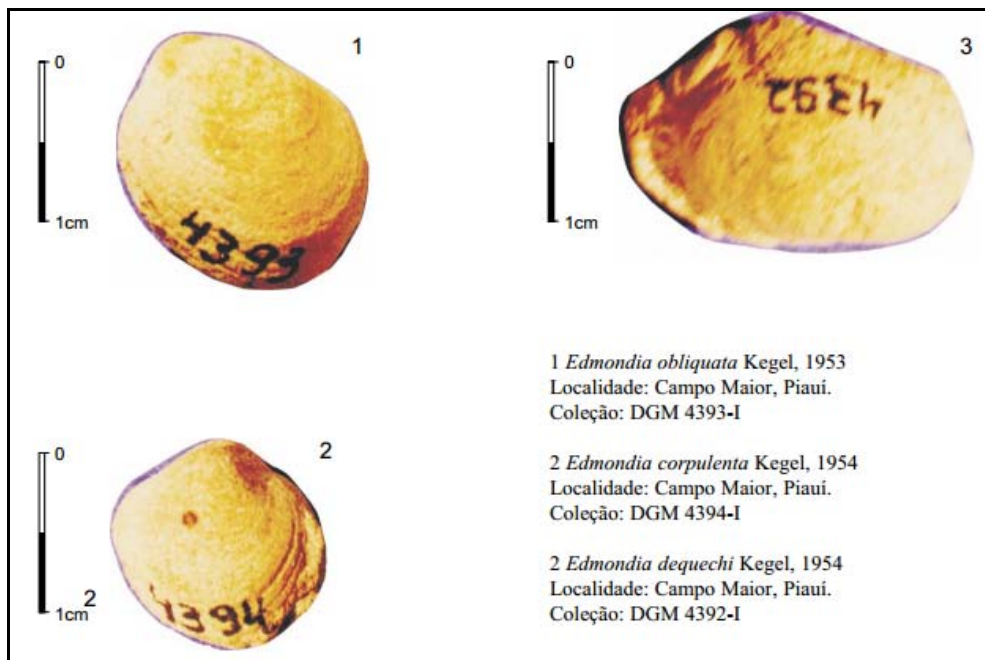 0
1
1cm
4393
0
3
1cm
4392
0
2
1cm
2
4394
1 Edmondia obliquata Kegel, 1953
Localidade: Campo Maior, Piauí.
Coleção: DGM 4393-I
2 Edmondia corpulenta Kegel, 1954
Localidade: Campo Maior, Piauí.
Coleção: DGM 4394-I
2 Edmondia dequechi Kegel, 1954
Localidade: Campo Maior, Piauí.
Coleção: DGM 4392-I